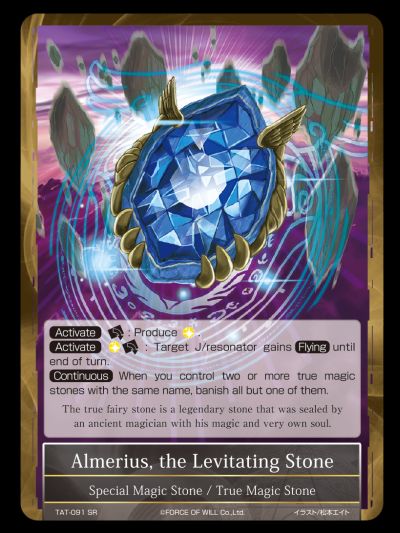 Activate : Produce .
Activate : Target J/resonator gains Flying until
end of turn.
Continuous When you control two or more true magic
stones with the same name, banish all but one of them.
The true fairy stone is a legendary stone that was sealed by
an ancient magician with his magic and very own soul.
Almerius, the Levitating Stone
Special Magic Stone / True Magic Stone
TAT-091 SR ©FORCE OF WILL Co.,Ltd. イラスト/松本エイト